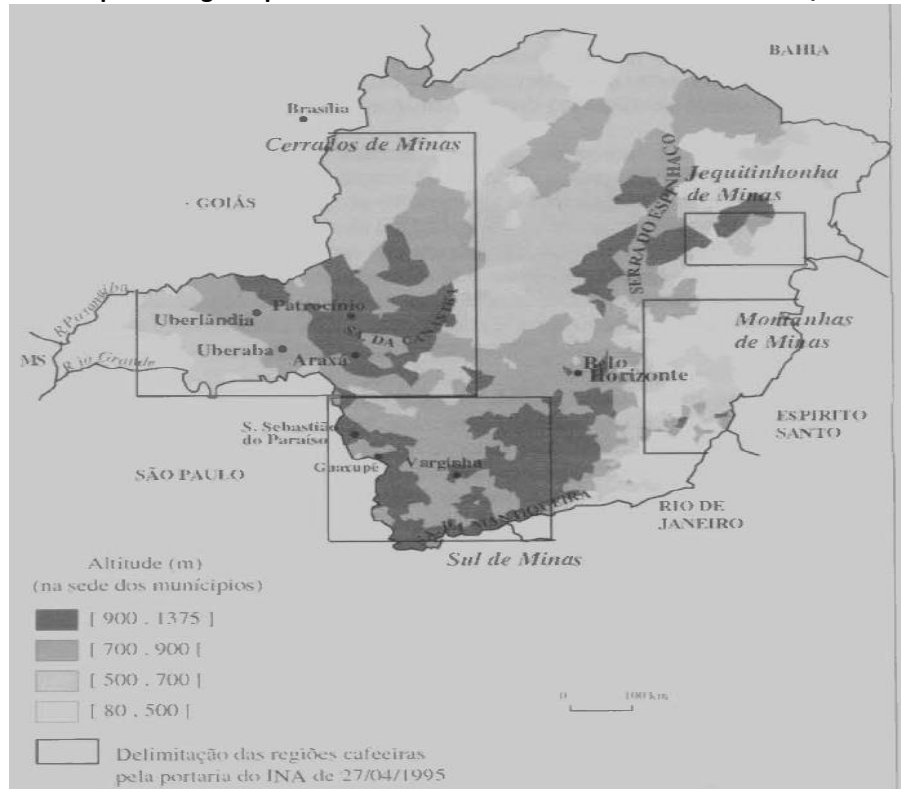 BAHIA
Brasília
Cerrados de Minas
Jequitinhonha
de Minas
GOIÁS
SERRA DO ESPINHAÇO
R Paranaíba
Patrocínio
Uberlândia
DA CANASTRA
Montanhas
de Minas
MS
Rio Grande
Uberaba
Araxá
Belo
Horizonte
ESPIRITO
SANTO
S. Sebastião
do Paraíso
Guaxupé
Varginha
SÃO PAULO
MANTIQUEIRA
RIO DE
JANEIRO
Sul de Minas
Altitude (m)
(na sede dos municípios)
[ 900 . 1375 ]
[ 700 . 900 [
[ 500 . 700 ]
[ 80 . 500 [
0 100 km
Delimitação das regiões cafeeiras
pela portaria do INA de 27/04/1995